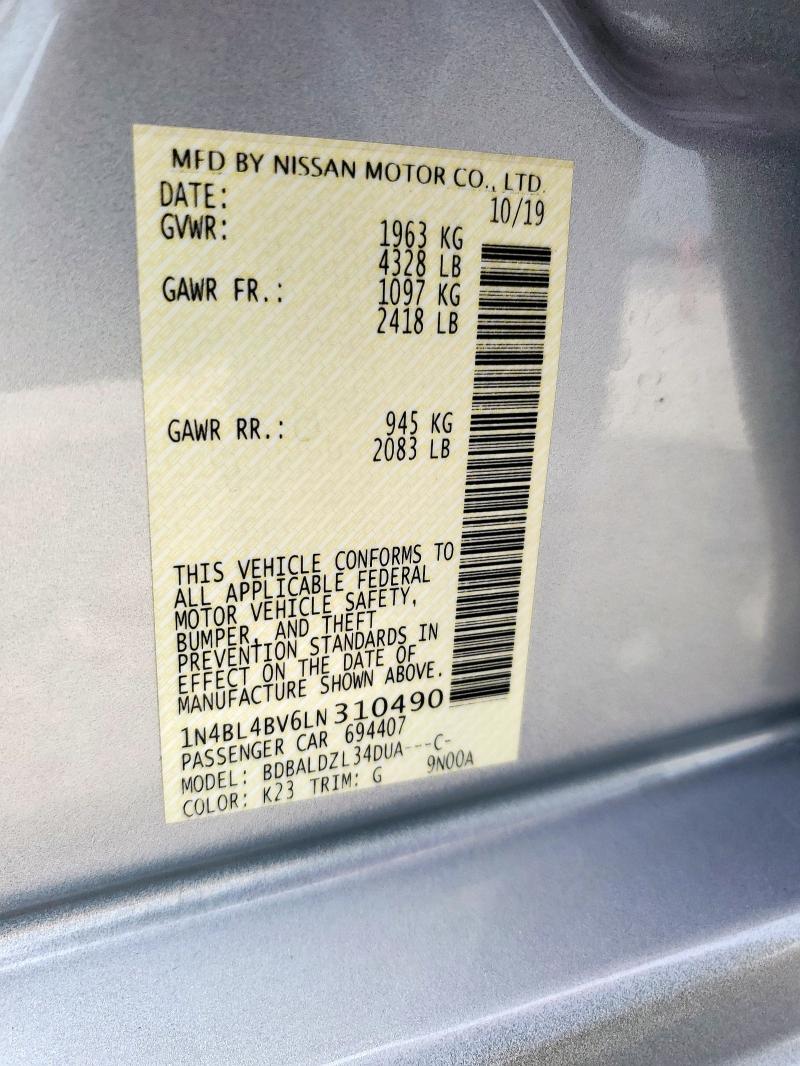 MFD BY NISSAN MOTOR CO., LTD.
DATE: 10/19
GVWR: 1963 KG
4328 LB
GAWR FR.: 1097 KG
2418 LB
GAWR RR.: 945 KG
2083 LB
THIS VEHICLE CONFORMS TO
ALL APPLICABLE FEDERAL
MOTOR VEHICLE SAFETY,
BUMPER, AND THEFT
PREVENTION STANDARDS IN
EFFECT ON THE DATE OF
MANUFACTURE SHOWN ABOVE.
1N4BL4BV6LN 310490
PASSENGER CAR 694407
MODEL: BDBALDZL34DUA---C-
COLOR: K23 TRIM: G 9N00A